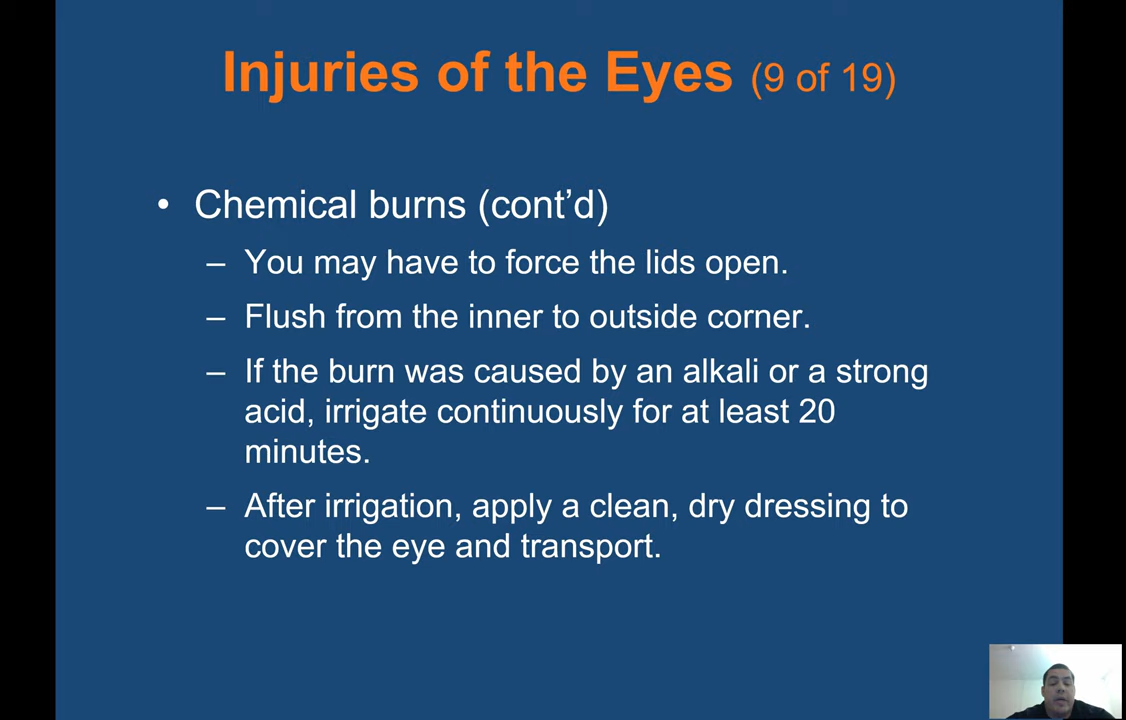 Injuries of the Eyes (9 of 19)
• Chemical burns (cont’d)
– You may have to force the lids open.
– Flush from the inner to outside corner.
– If the burn was caused by an alkali or a strong
acid, irrigate continuously for at least 20
minutes.
– After irrigation, apply a clean, dry dressing to
cover the eye and transport.